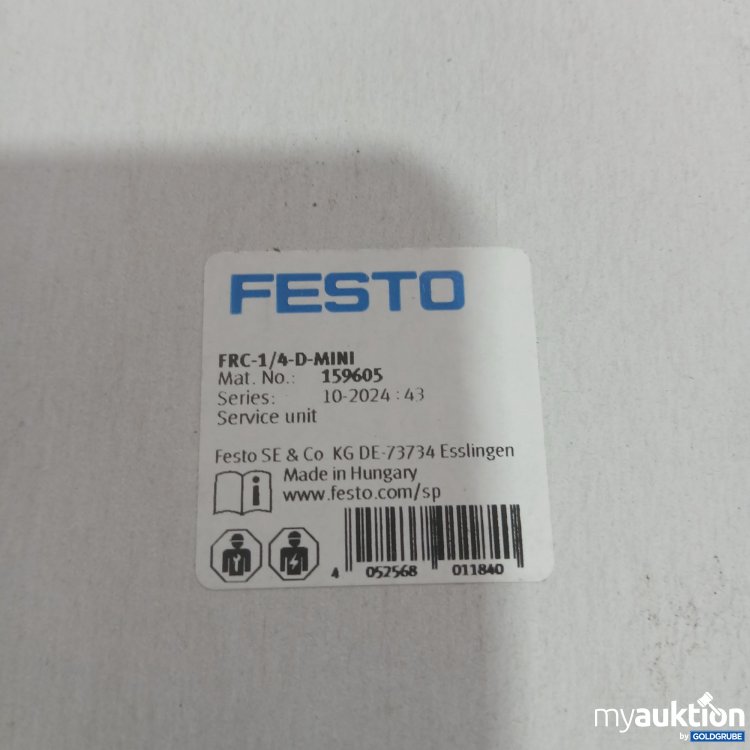 FESTO
FRC-1/4-D-MINI
Mat. No.: 159605
Series: 10-2024 : 43
Service unit
Festo SE & Co KG DE-73734 Esslingen
Made in Hungary
www.festo.com/sp
4 052568 011840
myauktion
by GOLDGRUBE